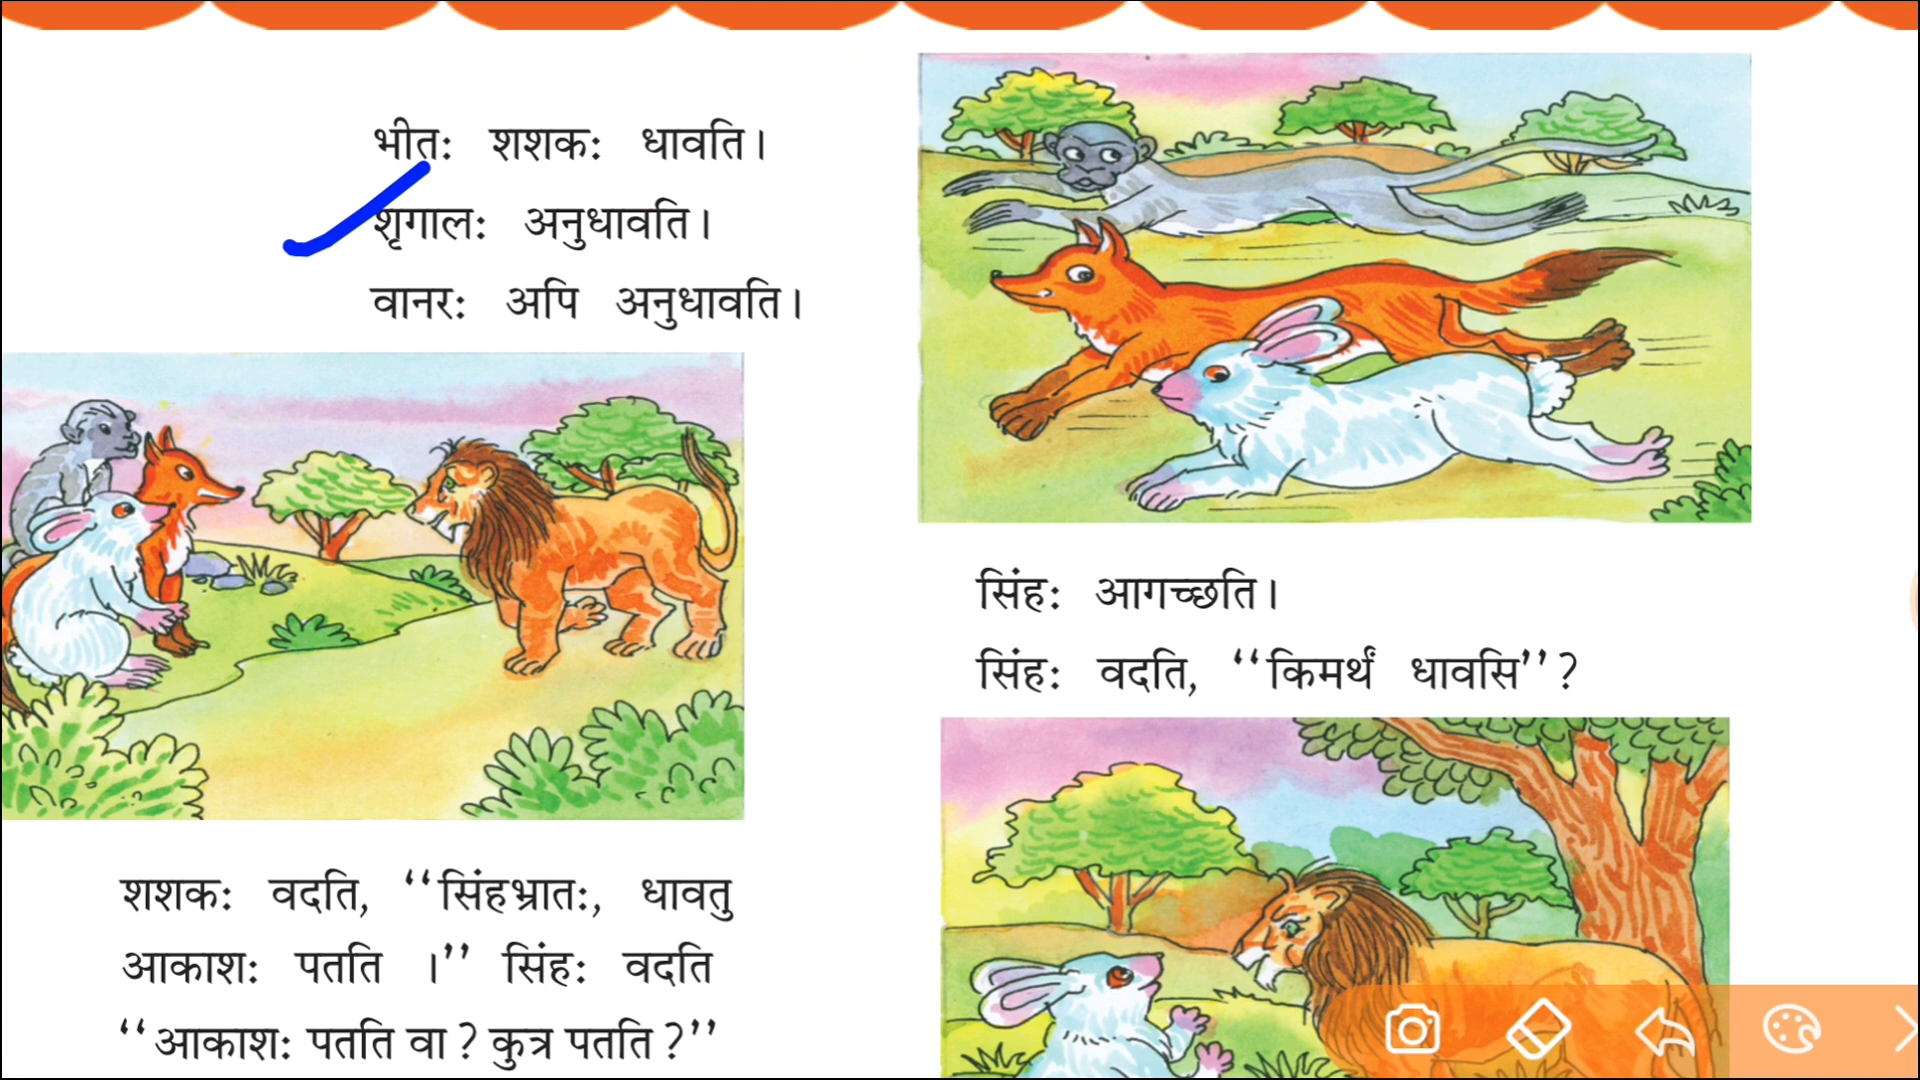 भीतः शशकः धावति।
शृगालः अनुधावति।
वानरः अपि अनुधावति।
सिंहः आगच्छति।
सिंहः वदति, “किमर्थं धावसि”?
शशकः वदति, “सिंहभ्रातः, धावतु
आकाशः पतति ।” सिंहः वदति
“आकाशः पतति वा? कुत्र पतति?”